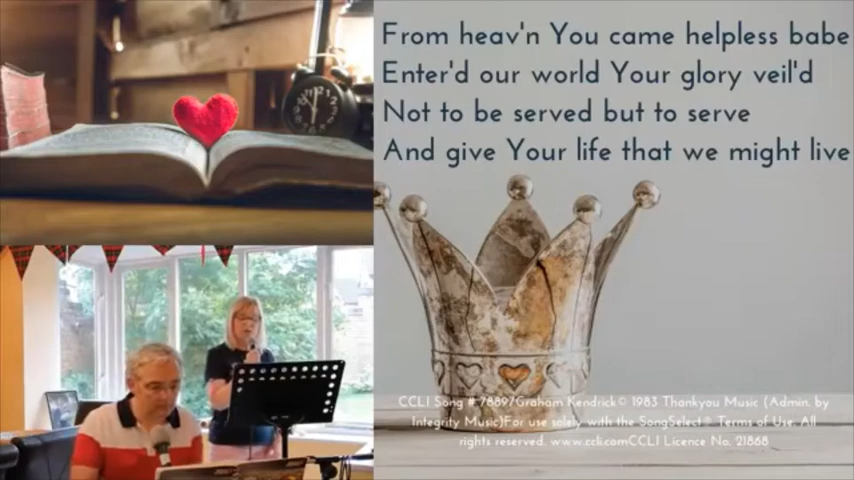 From heav'n You came helpless babe
Enter'd our world Your glory veil'd
Not to be served but to serve
And give Your life that we might live
CCLI Song # 78897Graham Kendrick© 1983 Thankyou Music (Admin. by
Integrity Music)For use solely with the SongSelect® Terms of Use. All
rights reserved. www.ccli.comCCLI Licence No. 21868